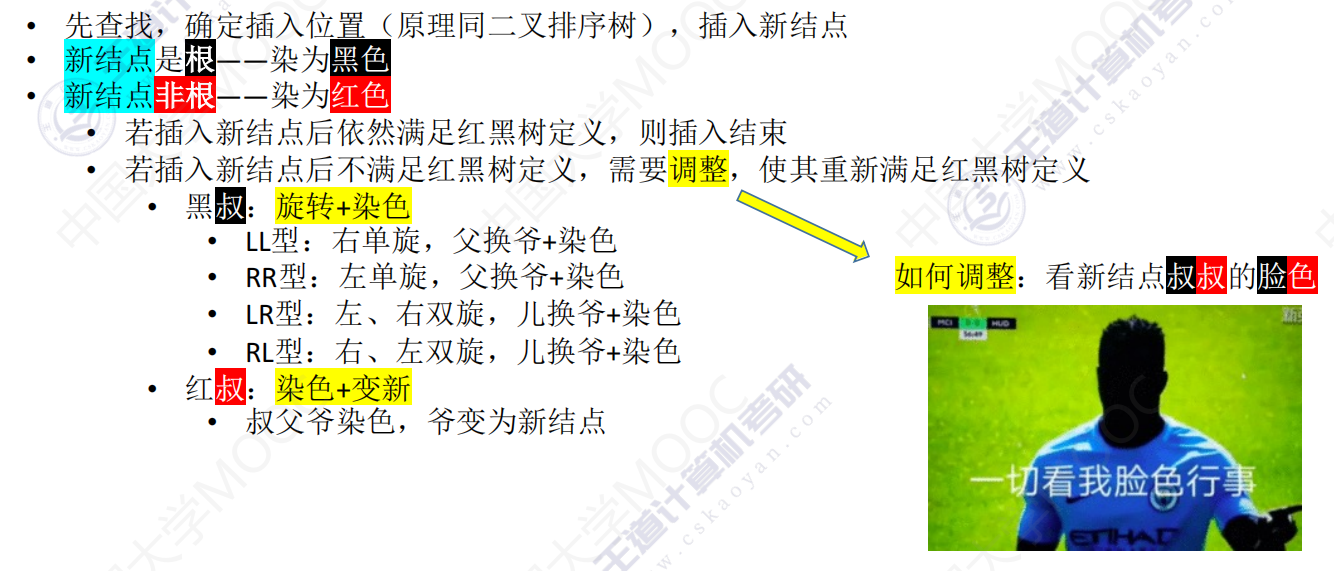 • 先查找，确定插入位置（原理同二叉排序树），插入新结点
• 新结点是根——染为黑色
• 新结点非根——染为红色
• 若插入新结点后依然满足红黑树定义，则插入结束
• 若插入新结点后不满足红黑树定义，需要调整，使其重新满足红黑树定义
• 黑叔：旋转+染色
• LL型：右单旋，父换爷+染色
• RR型：左单旋，父换爷+染色
• LR型：左、右双旋，儿换爷+染色
• RL型：右、左双旋，儿换爷+染色
• 红叔：染色+变新
• 叔父爷染色，爷变为新结点
如何调整：看新结点叔叔的脸色
MCI HUD
一切看我脸色行事
ETIHAD
中国大学MOOC
王道计算机考研
www.cskaoyan.com